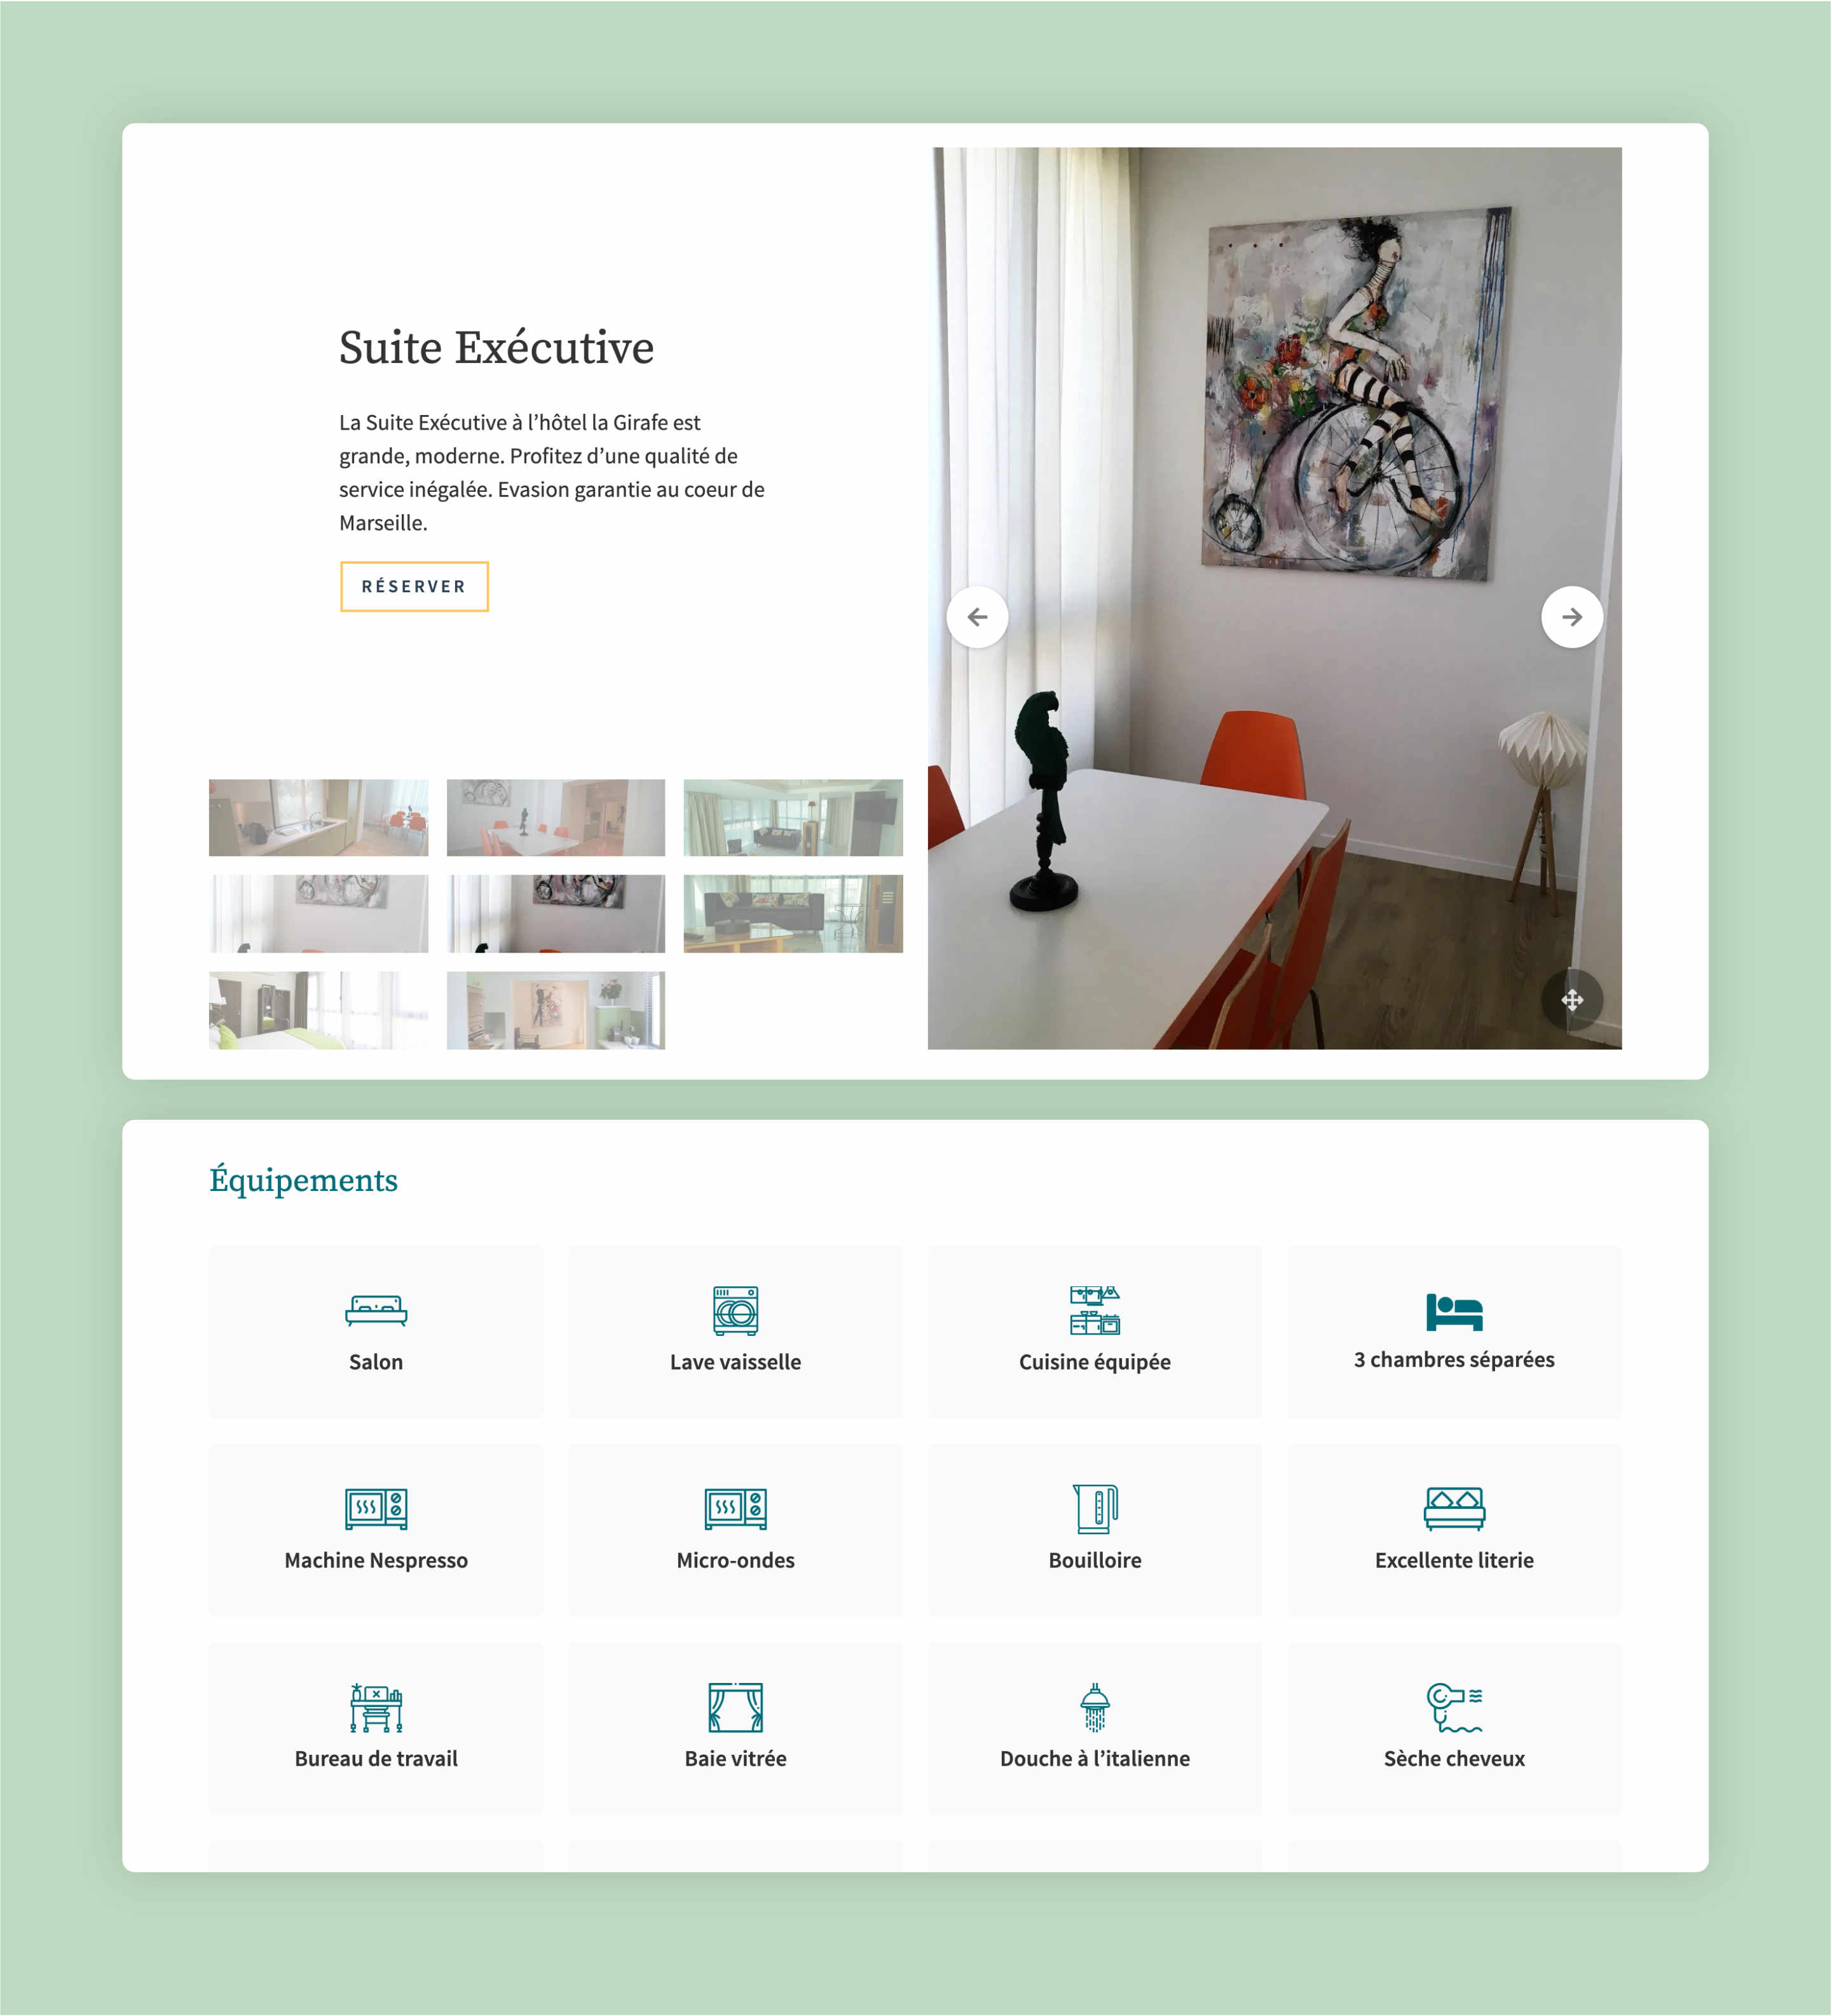 Suite Exécutive
La Suite Exécutive à l’hôtel la Girafe est
grande, moderne. Profitez d’une qualité de
service inégalée. Evasion garantie au coeur de
Marseille.
RÉSERVER
Équipements
Salon
Lave vaisselle
Cuisine équipée
3 chambres séparées
Machine Nespresso
Micro-ondes
Bouilloire
Excellente literie
Bureau de travail
Baie vitrée
Douche à l’italienne
Sèche cheveux